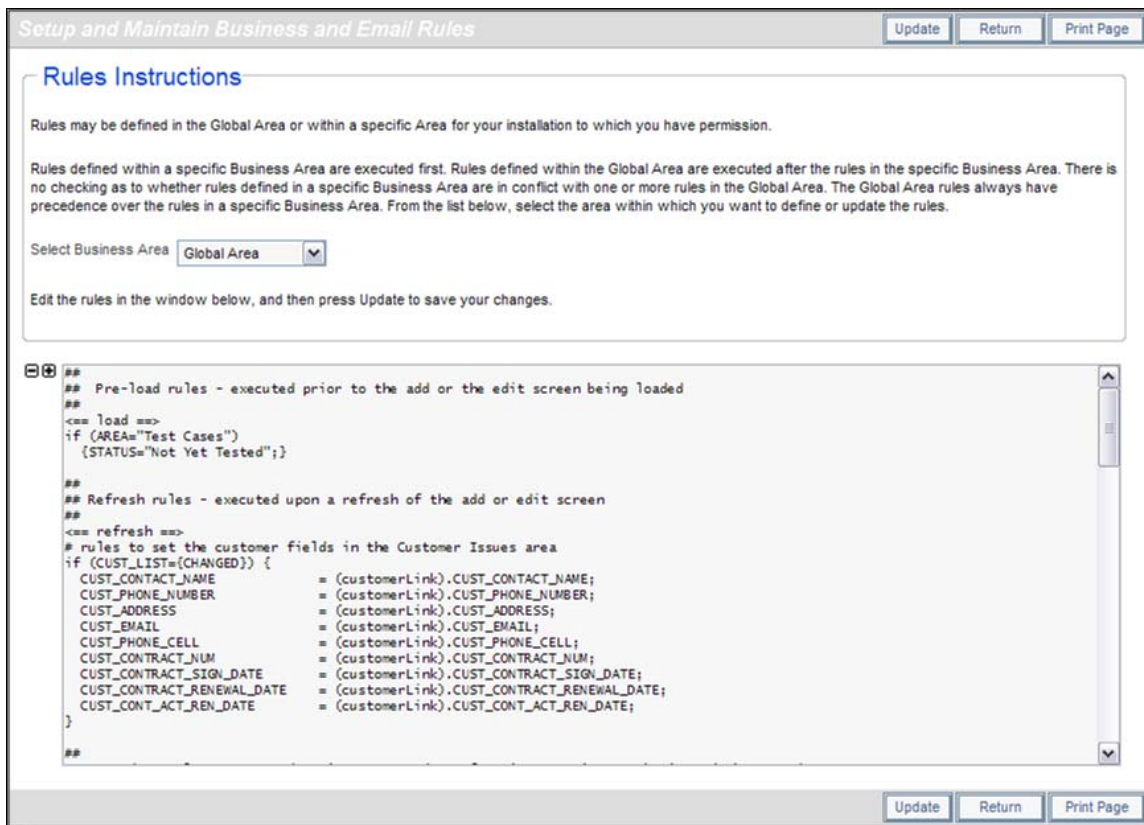 Setup and Maintain Business and Email Rules
Update Return Print Page
Rules Instructions
Rules may be defined in the Global Area or within a specific Area for your installation to which you have permission.
Rules defined within a specific Business Area are executed first. Rules defined within the Global Area are executed after the rules in the specific Business Area. There is
no checking as to whether rules defined in a specific Business Area are in conflict with one or more rules in the Global Area. The Global Area rules always have
precedence over the rules in a specific Business Area. From the list below, select the area within which you want to define or update the rules.
Select Business Area Global Area
Edit the rules in the window below, and then press Update to save your changes.
##
## Pre-load rules - executed prior to the add or the edit screen being loaded
##
<== load ==>
if (AREA="Test Cases")
{STATUS="Not Yet Tested";}
##
## Refresh rules - executed upon a refresh of the add or edit screen
##
<== refresh ==>
# rules to set the customer fields in the Customer Issues area
if (CUST_LIST={CHANGED}) {
CUST_CONTACT_NAME = (customerLink).CUST_CONTACT_NAME;
CUST_PHONE_NUMBER = (customerLink).CUST_PHONE_NUMBER;
CUST_ADDRESS = (customerLink).CUST_ADDRESS;
CUST_EMAIL = (customerLink).CUST_EMAIL;
CUST_PHONE_CELL = (customerLink).CUST_PHONE_CELL;
CUST_CONTRACT_NUM = (customerLink).CUST_CONTRACT_NUM;
CUST_CONTRACT_SIGN_DATE = (customerLink).CUST_CONTRACT_SIGN_DATE;
CUST_CONTRACT_RENEWAL_DATE = (customerLink).CUST_CONTRACT_RENEWAL_DATE;
CUST_CONT_ACT_REN_DATE = (customerLink).CUST_CONT_ACT_REN_DATE;
}
##
Update Return Print Page